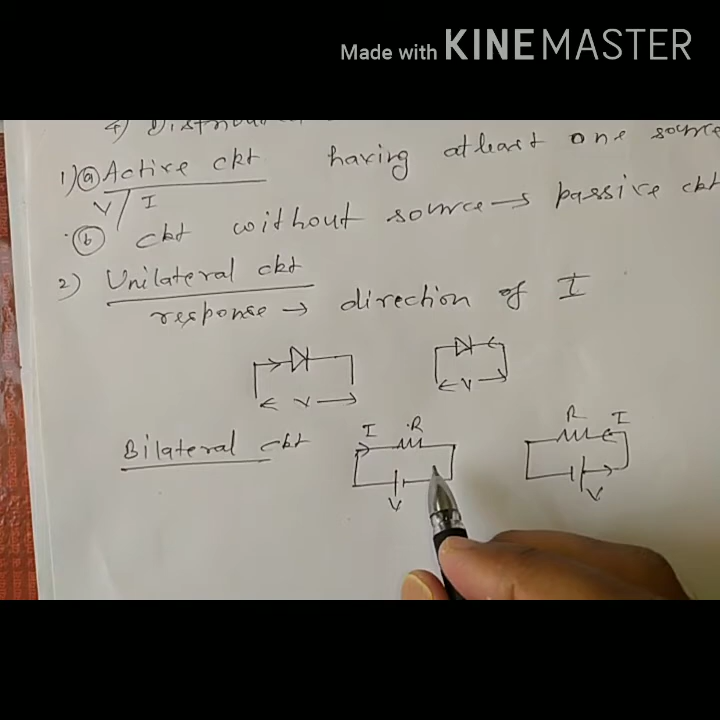 Made with KINEMASTER
4)
1) a Active ckt having atleast one source
V/I
b ckt without source → passive ckt
2) Unilateral ckt
response → direction of I
V V
Bilateral ckt I R R I
V V